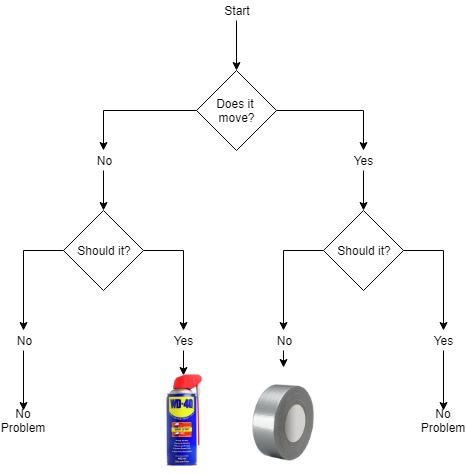 Start
Does it
move?
No
Yes
Should it?
Should it?
No
Yes
No
Yes
WD-40
No
Problem
No
Problem